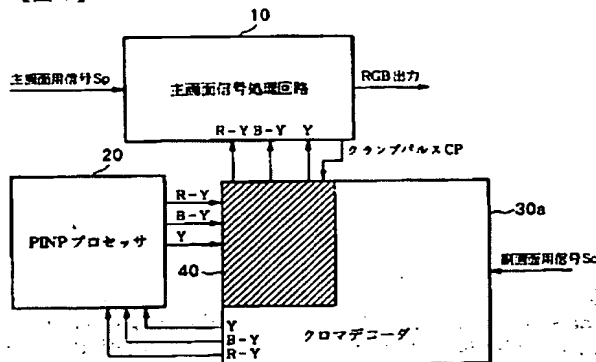 10
主画面用信号Sp
主画面信号処理回路
RGB出力
R-Y B-Y Y
クランプパルスCP
20
R-Y
B-Y
Y
PINPプロセッサ
40
30a
副画面用信号Sc
Y
B-Y
R-Y
クロマデコーダ